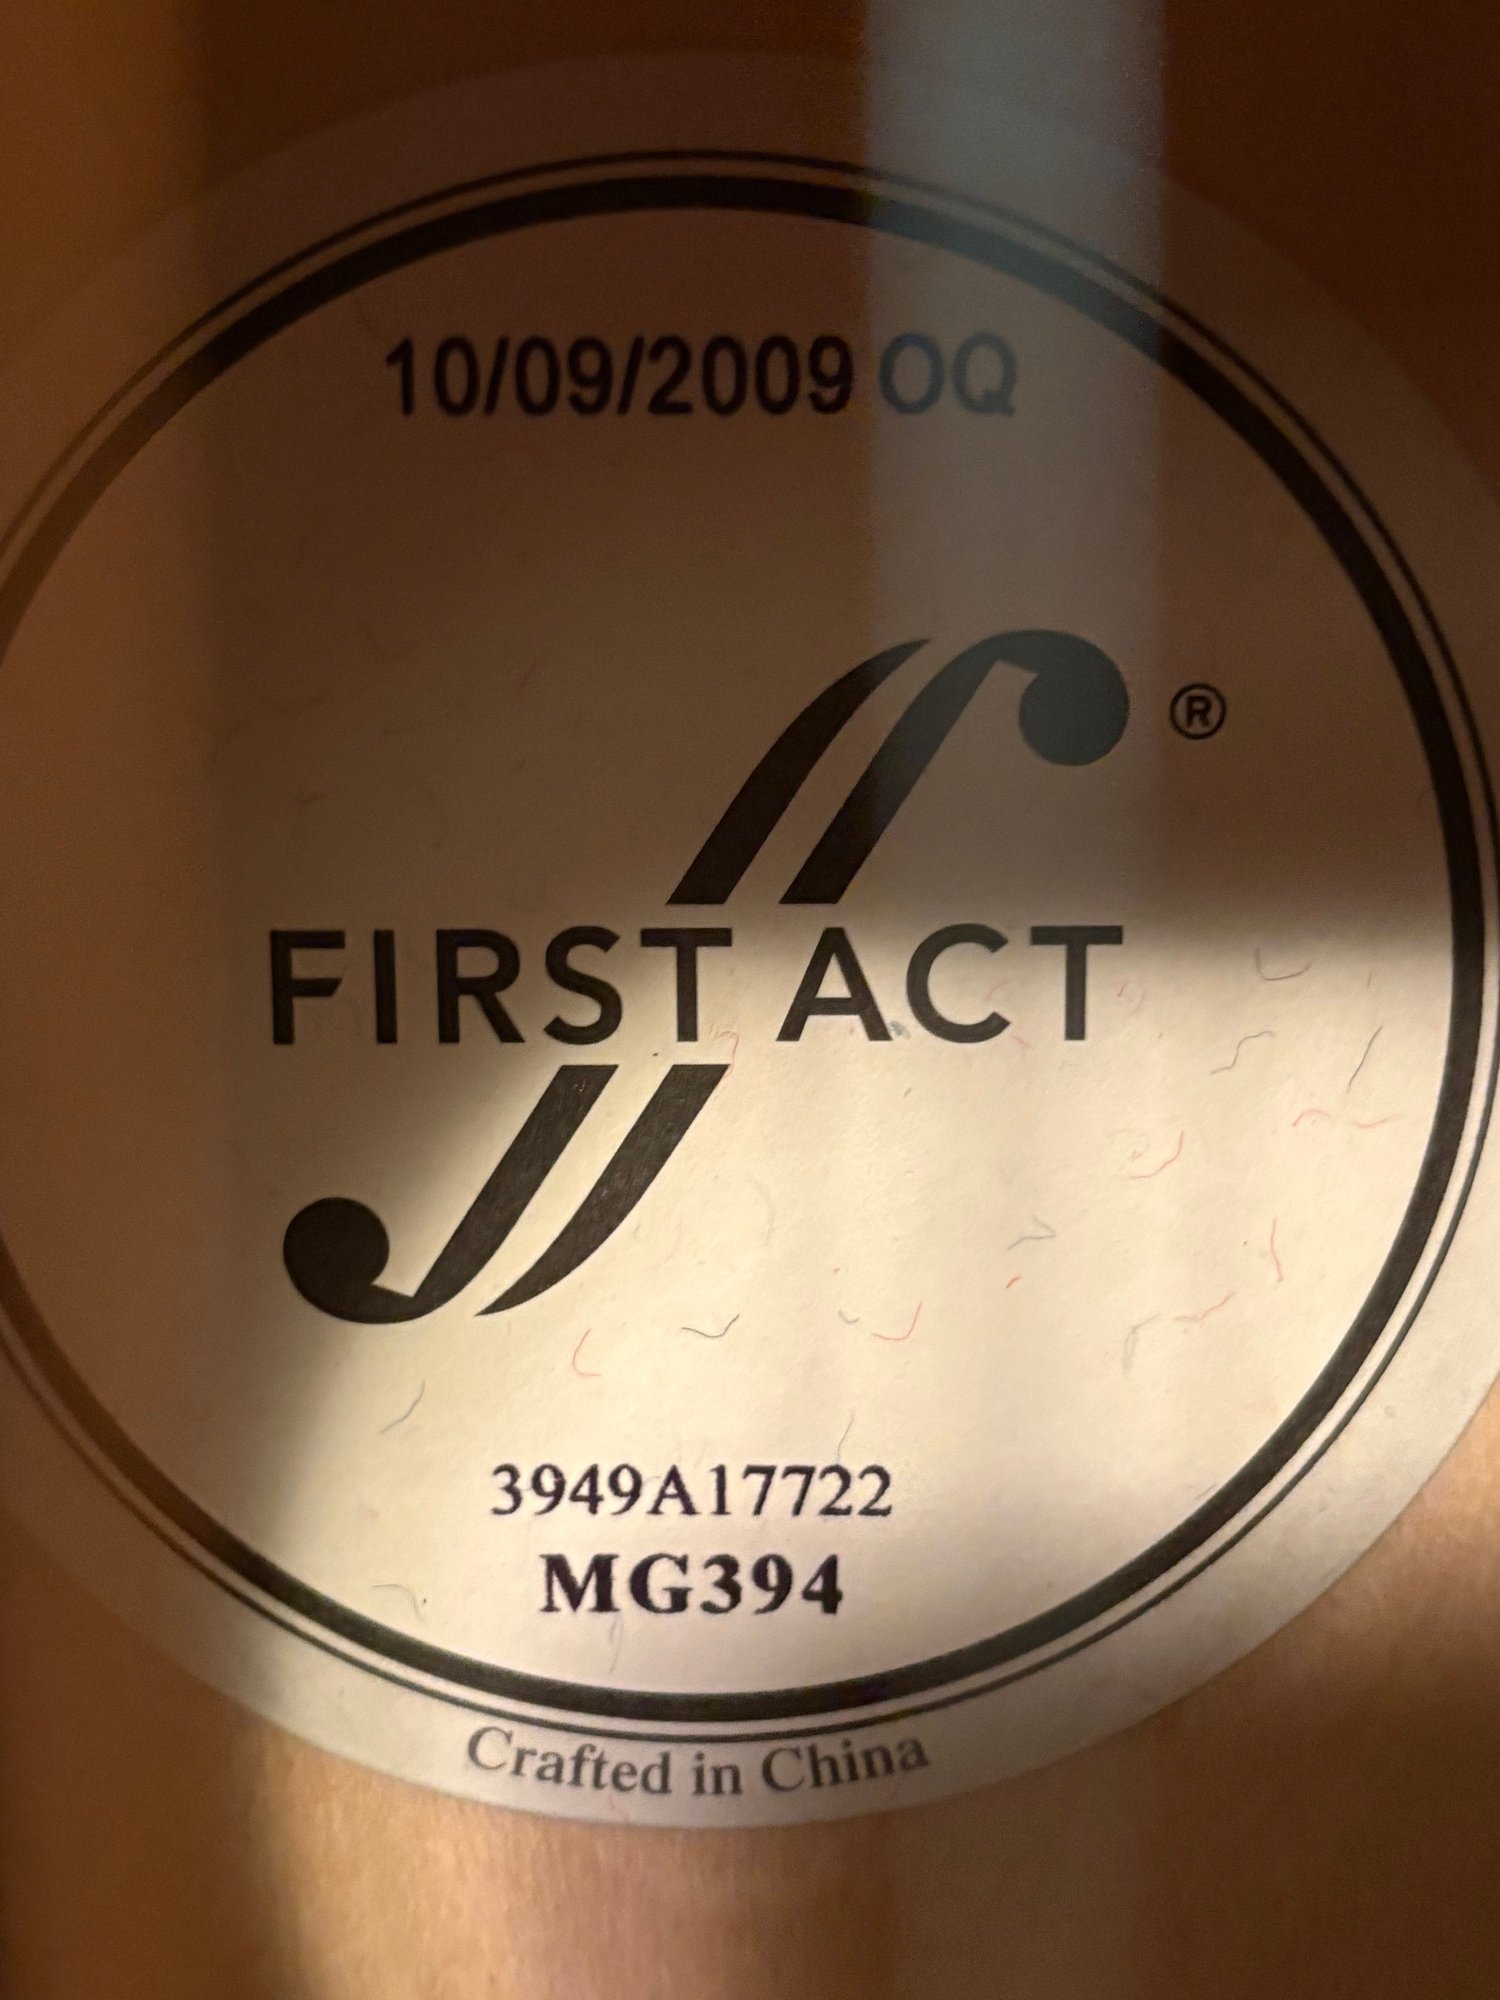 10/09/2009 OQ
®
FIRST ACT
3949A17722
MG394
Crafted in China